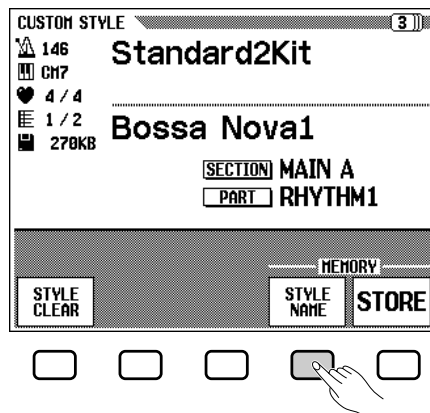 CUSTOM STYLE
3
146
CM7
4/4
1/2
270KB
Standard2Kit
Bossa Nova1
SECTION MAIN A
PART RHYTHM1
MEMORY
STYLE
CLEAR
STYLE
NAME
STORE